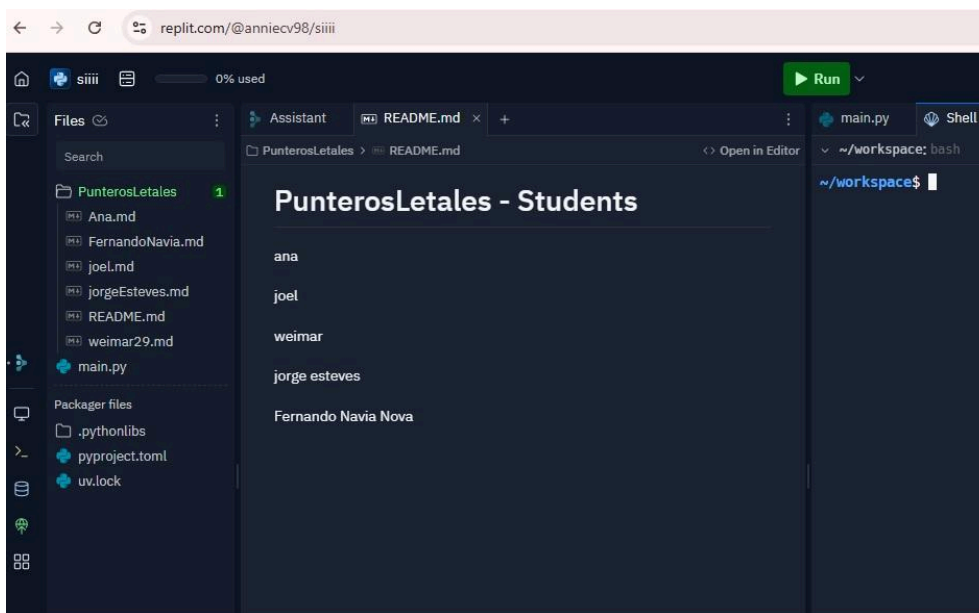 replit.com/@anniecv98/siiii
siiii
0% used
Run
Files
Search
PunterosLetales 1
Ana.md
FernandoNavia.md
joel.md
jorgeEsteves.md
README.md
weimar29.md
main.py
Packager files
.pythonlibs
pyproject.toml
uv.lock
Assistant
README.md
PunterosLetales > README.md
Open in Editor
PunterosLetales - Students
ana
joel
weimar
jorge esteves
Fernando Navia Nova
main.py
Shell
~/workspace: bash
~/workspace$